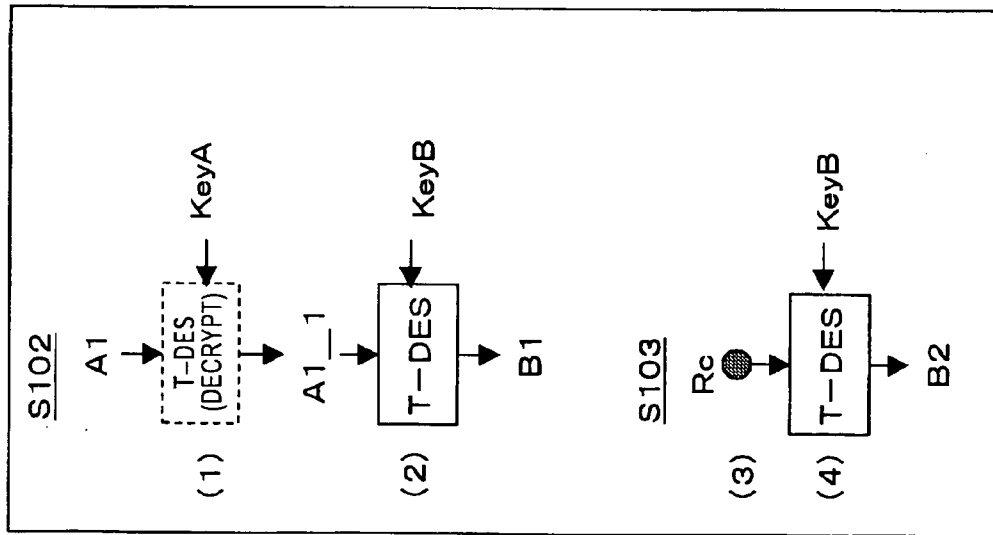 S102
A1
(1)
T-DES
(DECRYPT)
KeyA
A1_1
(2)
T-DES
KeyB
B1
S103
(3)
Rc
(4)
T-DES
KeyB
B2